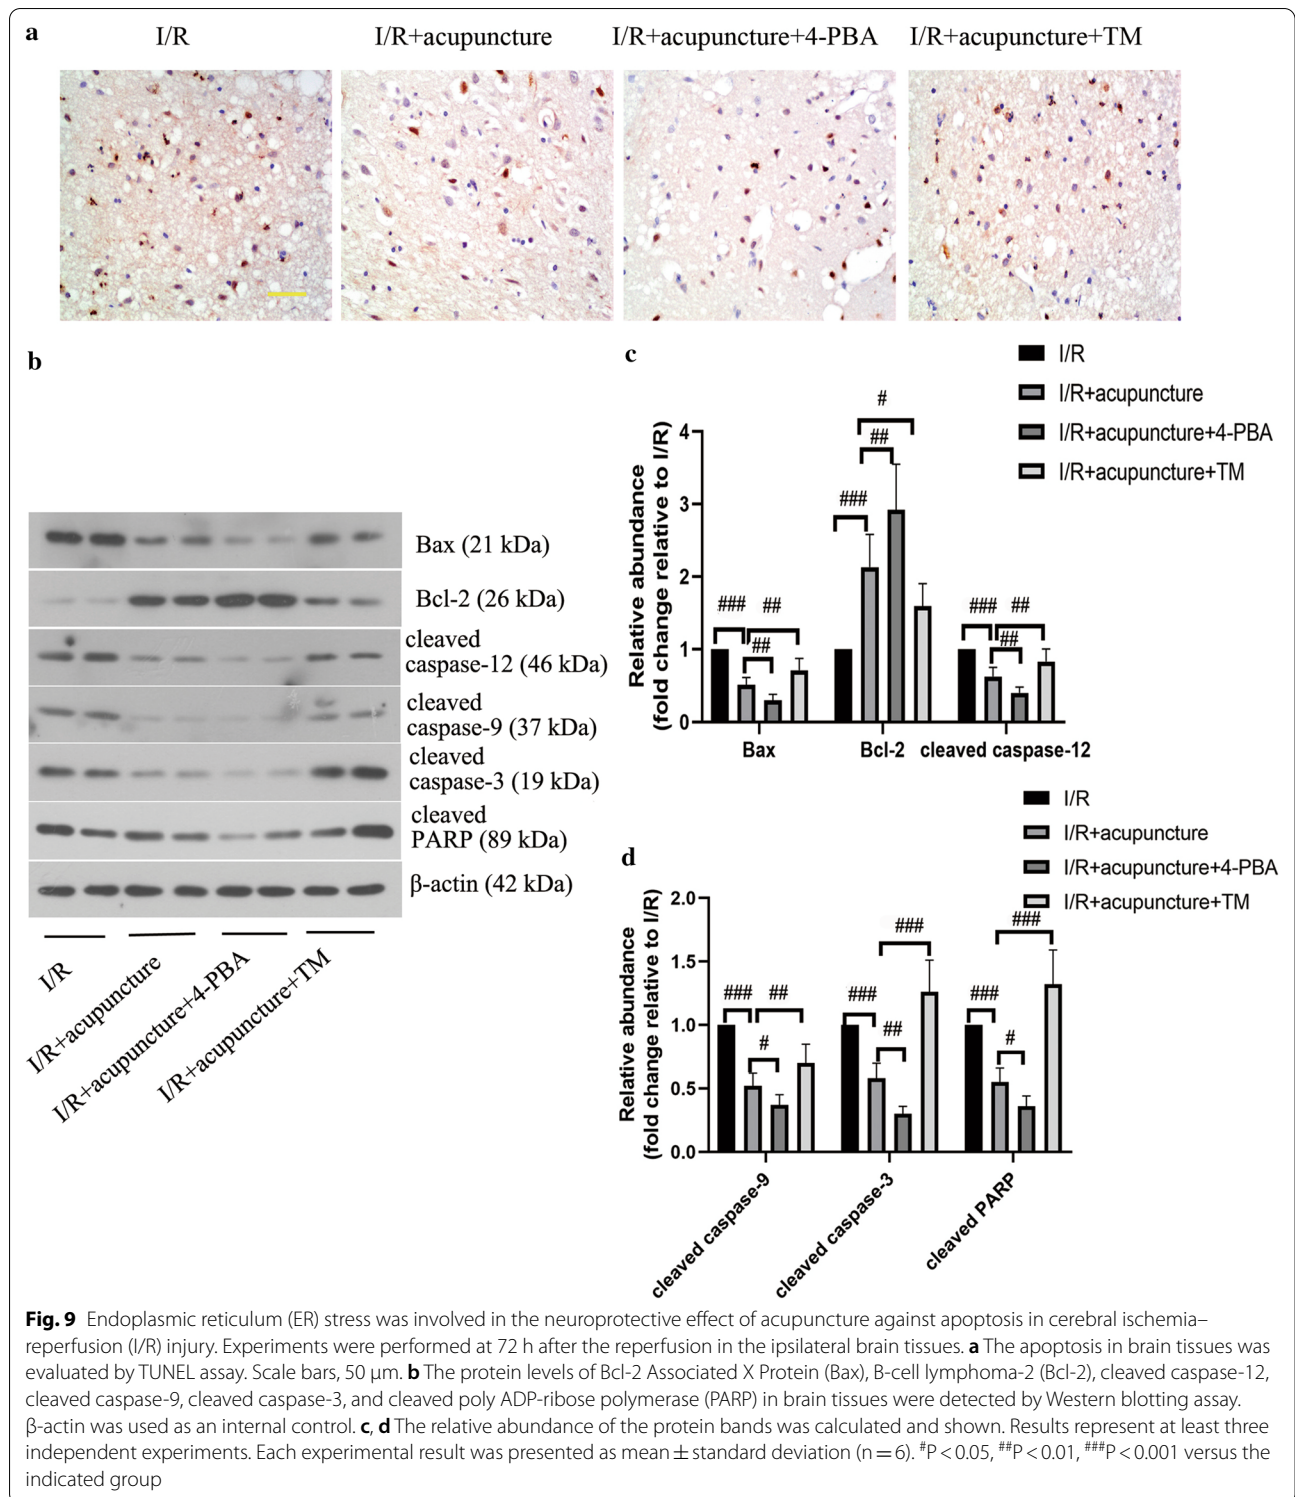 a
I/R
I/R+acupuncture
I/R+acupuncture+4-PBA
I/R+acupuncture+TM
b
Bax (21 kDa)
Bcl-2 (26 kDa)
cleaved
caspase-12 (46 kDa)
cleaved
caspase-9 (37 kDa)
cleaved
caspase-3 (19 kDa)
cleaved
PARP (89 kDa)
β-actin (42 kDa)
I/R
I/R+acupuncture
I/R+acupuncture+4-PBA
I/R+acupuncture+TM
c
I/R
I/R+acupuncture
I/R+acupuncture+4-PBA
I/R+acupuncture+TM
Relative abundance
(fold change relative to I/R)
4
3
2
1
0
### ## ##
### ## #
### ## ##
Bax
Bcl-2
cleaved caspase-12
d
I/R
I/R+acupuncture
I/R+acupuncture+4-PBA
I/R+acupuncture+TM
Relative abundance
(fold change relative to I/R)
2.0
1.5
1.0
0.5
0.0
### ## #
### ## ###
### # ###
cleaved caspase-9
cleaved caspase-3
cleaved PARP
Fig. 9 Endoplasmic reticulum (ER) stress was involved in the neuroprotective effect of acupuncture against apoptosis in cerebral ischemia–
reperfusion (I/R) injury. Experiments were performed at 72 h after the reperfusion in the ipsilateral brain tissues. a The apoptosis in brain tissues was
evaluated by TUNEL assay. Scale bars, 50 μm. b The protein levels of Bcl-2 Associated X Protein (Bax), B-cell lymphoma-2 (Bcl-2), cleaved caspase-12,
cleaved caspase-9, cleaved caspase-3, and cleaved poly ADP-ribose polymerase (PARP) in brain tissues were detected by Western blotting assay.
β-actin was used as an internal control. c, d The relative abundance of the protein bands was calculated and shown. Results represent at least three
independent experiments. Each experimental result was presented as mean ± standard deviation (n = 6). #P < 0.05, ##P < 0.01, ###P < 0.001 versus the
indicated group